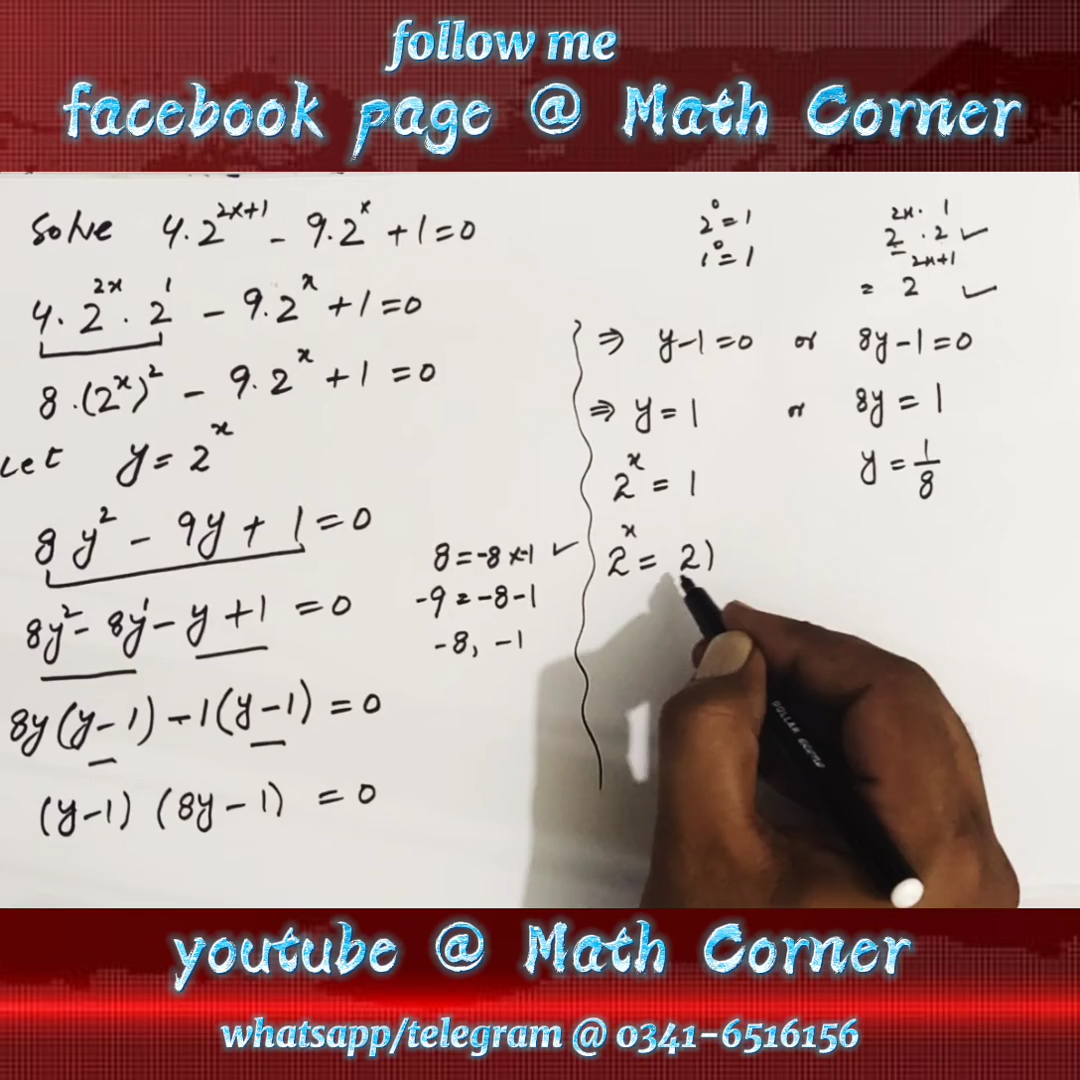 follow me
facebook page @ Math Corner
Solve 4.2^{2x+1} - 9.2^x + 1 = 0
4.2^{2x}.2^1 - 9.2^x + 1 = 0
8.(2^x)^2 - 9.2^x + 1 = 0
Let y = 2^x
8y^2 - 9y + 1 = 0
8y^2 - 8y - y + 1 = 0
8y(y-1) -1(y-1) = 0
(y-1) (8y-1) = 0
8 = -8 x -1 ✓
-9 = -8 -1
-8, -1
2^0 = 1
1^0 = 1
2^{2x}.2^1 ✓
= 2^{2x+1} ✓
⇒ y-1=0 or 8y-1=0
⇒ y = 1 or 8y = 1
2^x = 1 y = 1/8
2^x = 2)
DOLLAR
youtube @ Math Corner
whatsapp/telegram @ 0341-6516156